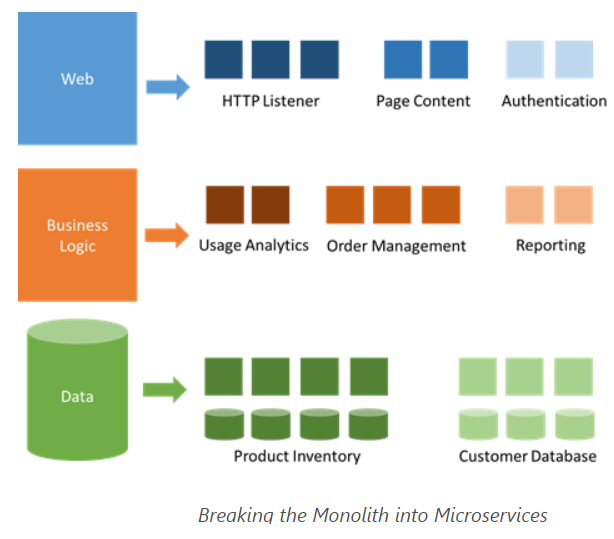 Web
HTTP Listener
Page Content
Authentication
Business
Logic
Usage Analytics
Order Management
Reporting
Data
Product Inventory
Customer Database
Breaking the Monolith into Microservices